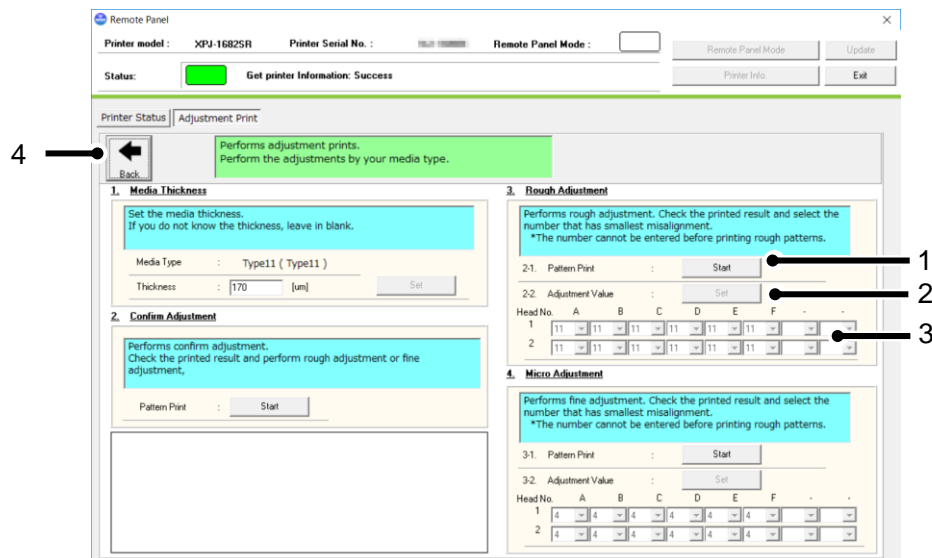 Remote Panel
Printer model : XPJ-1682SR Printer Serial No. : Remote Panel Mode :
Remote Panel Mode Update
Status: Get printer Information: Success
Printer Info. Exit
Printer Status Adjustment Print
4
Back
Performs adjustment prints.
Perform the adjustments by your media type.
1. Media Thickness
Set the media thickness.
If you do not know the thickness, leave in blank.
Media Type : Type11 ( Type11 )
Thickness : 170 [um] Set
2. Confirm Adjustment
Performs confirm adjustment.
Check the printed result and perform rough adjustment or fine
adjustment,
Pattern Print : Start
3. Rough Adjustment
Performs rough adjustment. Check the printed result and select the
number that has smallest misalignment.
*The number cannot be entered before printing rough patterns.
2-1. Pattern Print : Start
1
2-2. Adjustment Value : Set
2
Head No. A B C D E F - -
1 11 11 11 11 11 11
2 11 11 11 11 11 11
3
4. Micro Adjustment
Performs fine adjustment. Check the printed result and select the
number that has smallest misalignment.
*The number cannot be entered before printing rough patterns.
3-1. Pattern Print : Start
3-2. Adjustment Value : Set
Head No. A B C D E F - -
1 4 4 4 4 4 4
2 4 4 4 4 4 4